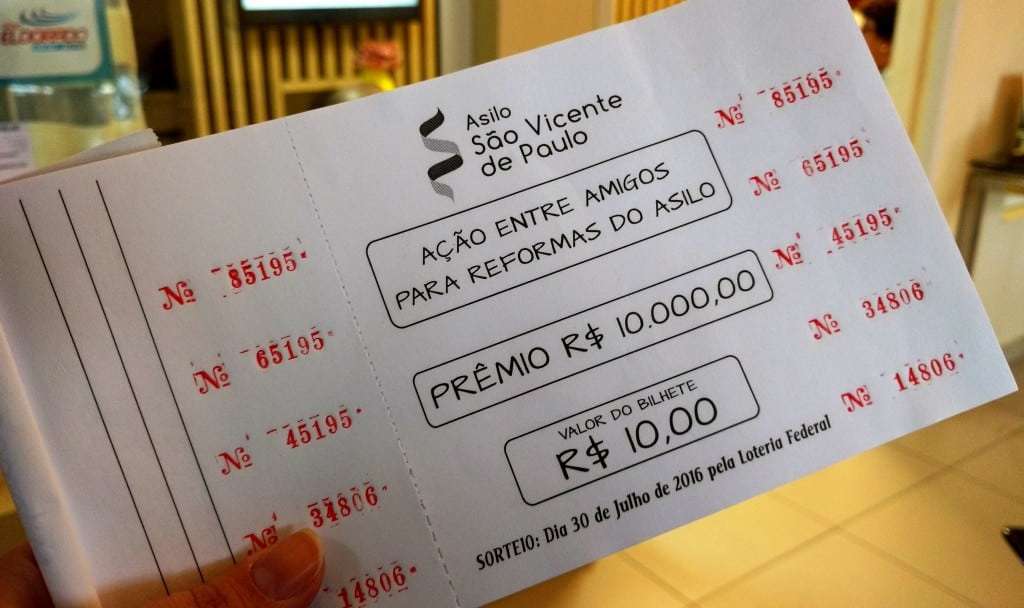 ELDORADO
Asilo
São Vicente
de Paulo
AÇÃO ENTRE AMIGOS
PARA REFORMAS DO ASILO
PRÊMIO R$ 10.000,00
VALOR DO BILHETE
R$ 10,00
SORTEIO: Dia 30 de Julho de 2016 pela Loteria Federal
Nº 85195
Nº 65195
Nº 45195
Nº 34806
Nº 14806
Nº 85195
Nº 65195
Nº 45195
Nº 34806
14806